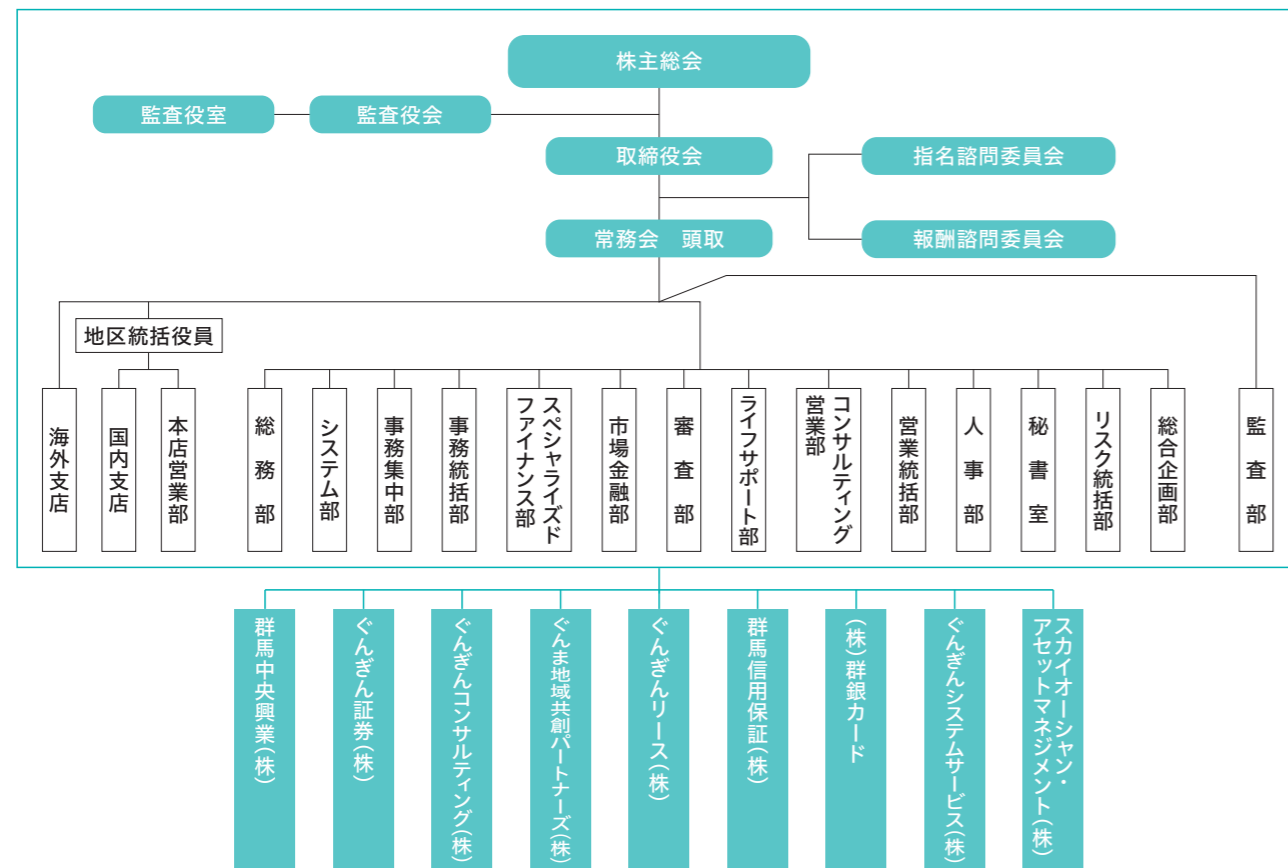 株主総会
監査役室
監査役会
取締役会
指名諮問委員会
常務会　頭取
報酬諮問委員会
地区統括役員
海外支店
国内支店
本店営業部
総務部
システム部
事務集中部
事務統括部
スペシャライズド
ファイナンス部
市場金融部
審査部
ライフサポート部
コンサルティング
営業部
営業統括部
人事部
秘書室
リスク統括部
総合企画部
監査部
群馬中央興業(株)
ぐんぎん証券(株)
ぐんぎんコンサルティング(株)
ぐんま地域共創パートナーズ(株)
ぐんぎんリース(株)
群馬信用保証(株)
(株)群銀カード
ぐんぎんシステムサービス(株)
スカイオーシャン・
アセットマネジメント(株)